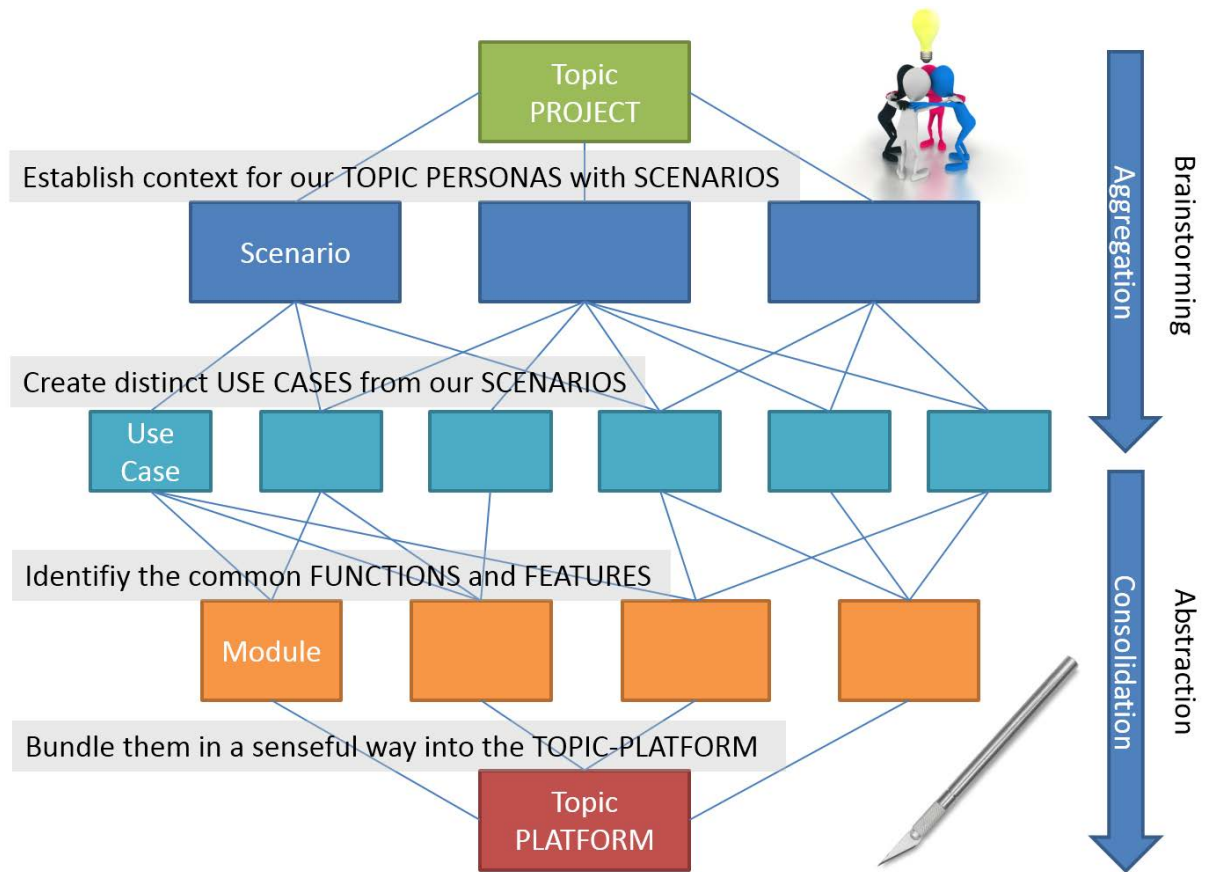 Topic
PROJECT
Establish context for our TOPIC PERSONAS with SCENARIOS
Scenario
Create distinct USE CASES from our SCENARIOS
Use
Case
Identifiy the common FUNCTIONS and FEATURES
Module
Bundle them in a senseful way into the TOPIC-PLATFORM
Topic
PLATFORM
Aggregation
Brainstorming
Consolidation
Abstraction